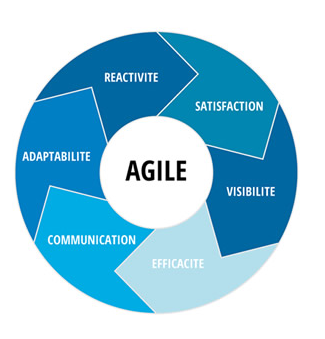 REACTIVITE
SATISFACTION
ADAPTABILITE
AGILE
VISIBILITE
COMMUNICATION
EFFICACITE